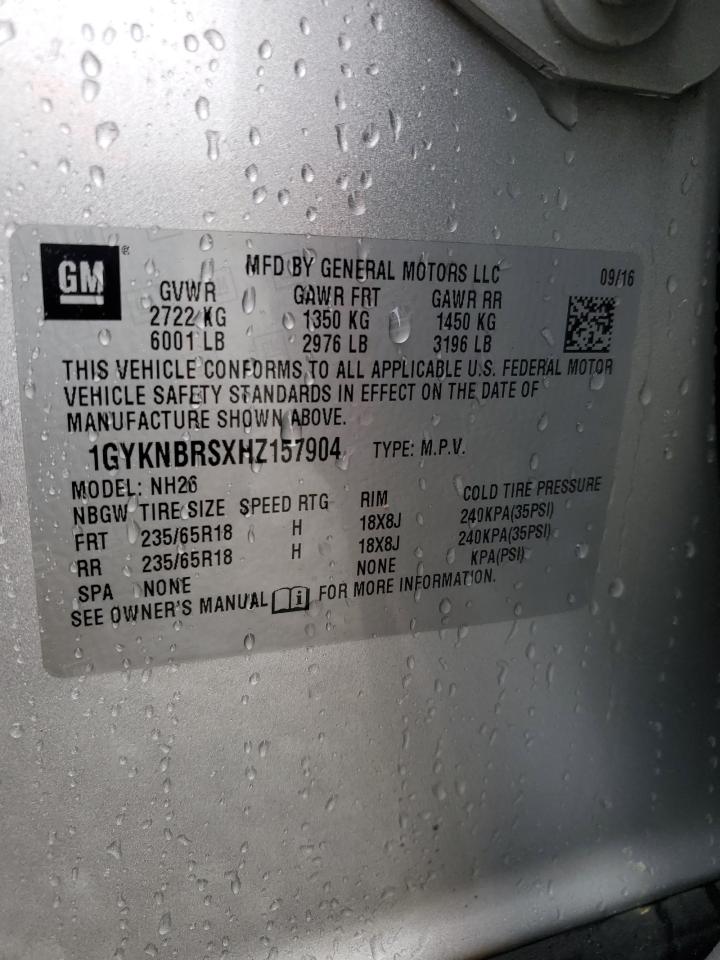 GM® MFD BY GENERAL MOTORS LLC 09/16
GVWR GAWR FRT GAWR RR
2722 KG 1350 KG 1450 KG
6001 LB 2976 LB 3196 LB
THIS VEHICLE CONFORMS TO ALL APPLICABLE U.S. FEDERAL MOTOR
VEHICLE SAFETY STANDARDS IN EFFECT ON THE DATE OF
MANUFACTURE SHOWN ABOVE.
1GYKNBRSXHZ157904 TYPE: M.P.V.
MODEL: NH26
NBGW TIRE SIZE SPEED RTG RIM COLD TIRE PRESSURE
FRT 235/65R18 H 18X8J 240KPA(35PSI)
RR 235/65R18 H 18X8J 240KPA(35PSI)
SPA NONE NONE KPA(PSI)
SEE OWNER'S MANUAL i FOR MORE INFORMATION.